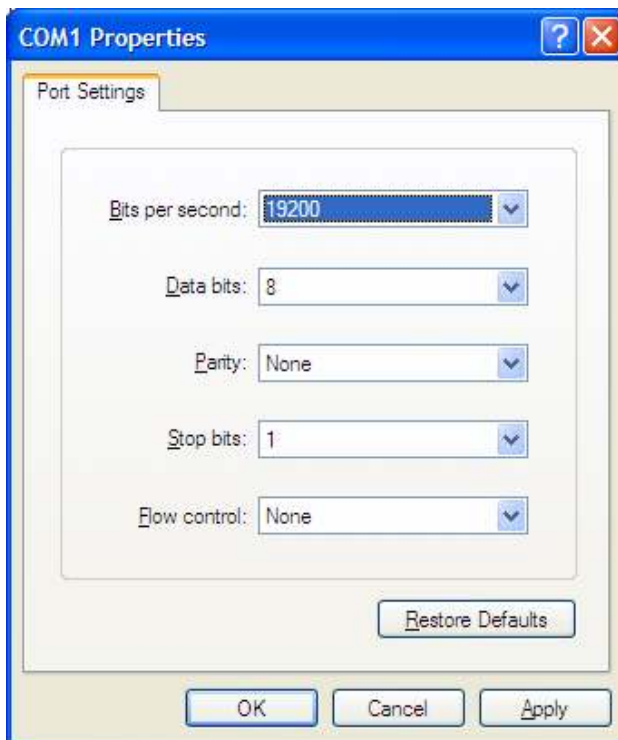 COM1 Properties
Port Settings
Bits per second: 19200
Data bits: 8
Parity: None
Stop bits: 1
Flow control: None
Restore Defaults
OK Cancel Apply